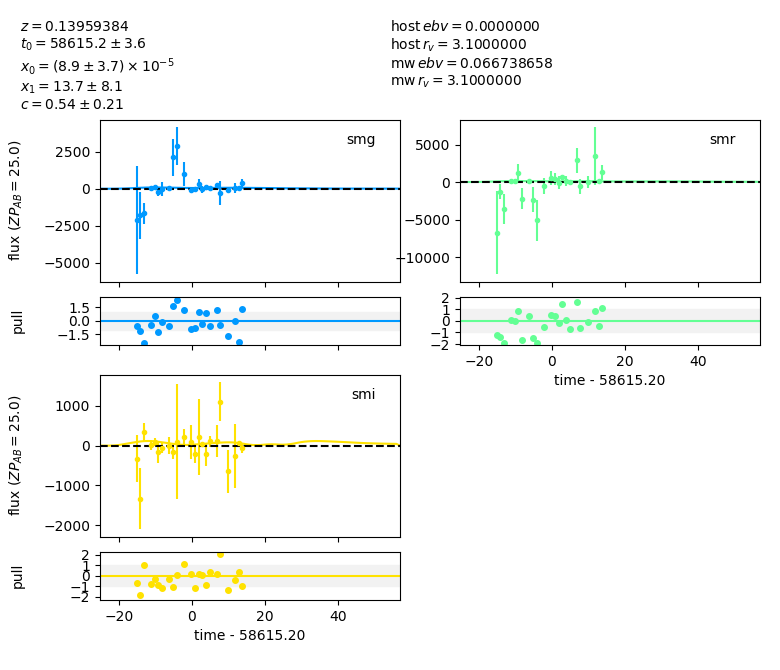 z = 0.13959384
t₀ = 58615.2 ± 3.6
x₀ = (8.9 ± 3.7) × 10⁻⁵
x₁ = 13.7 ± 8.1
c = 0.54 ± 0.21
host ebv = 0.0000000
host r_v = 3.1000000
mw ebv = 0.066738658
mw r_v = 3.1000000
smg
flux (ZP_AB = 25.0)
2500
0
−2500
−5000
smr
5000
0
−5000
−10000
pull
1.5
0.0
−1.5
2
1
0
−1
−2
−20
0
20
40
time - 58615.20
smi
flux (ZP_AB = 25.0)
1000
0
−1000
−2000
pull
2
1
0
−1
−2
−20
0
20
40
time - 58615.20